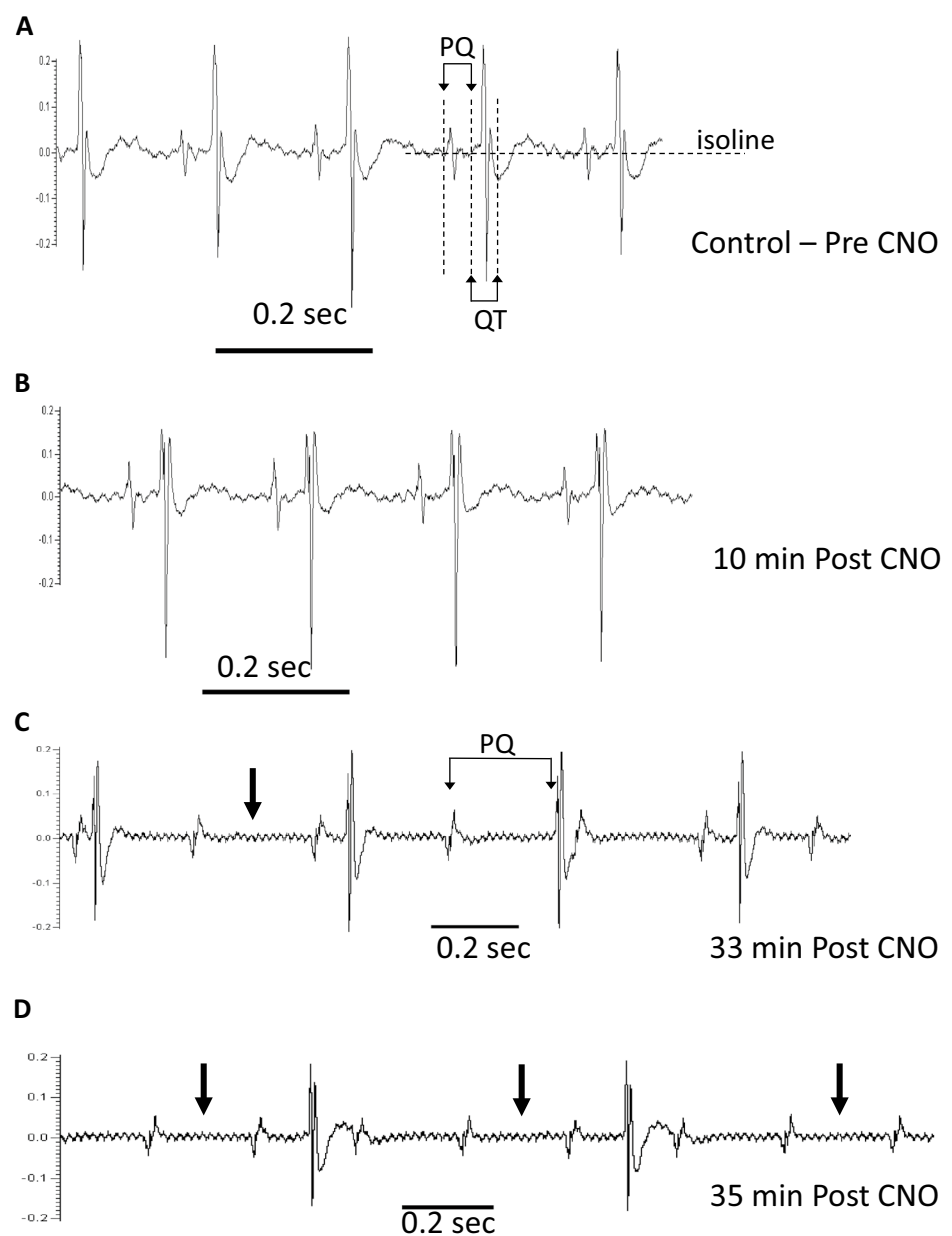 A
PQ
0.2
0.1
0.0
-0.1
-0.2
isoline
Control – Pre CNO
QT
0.2 sec
B
0.2
0.1
0.0
-0.1
-0.2
10 min Post CNO
0.2 sec
C
PQ
0.2
0.1
0.0
-0.1
-0.2
0.2 sec
33 min Post CNO
D
0.2
0.1
0.0
-0.1
-0.2
35 min Post CNO
0.2 sec